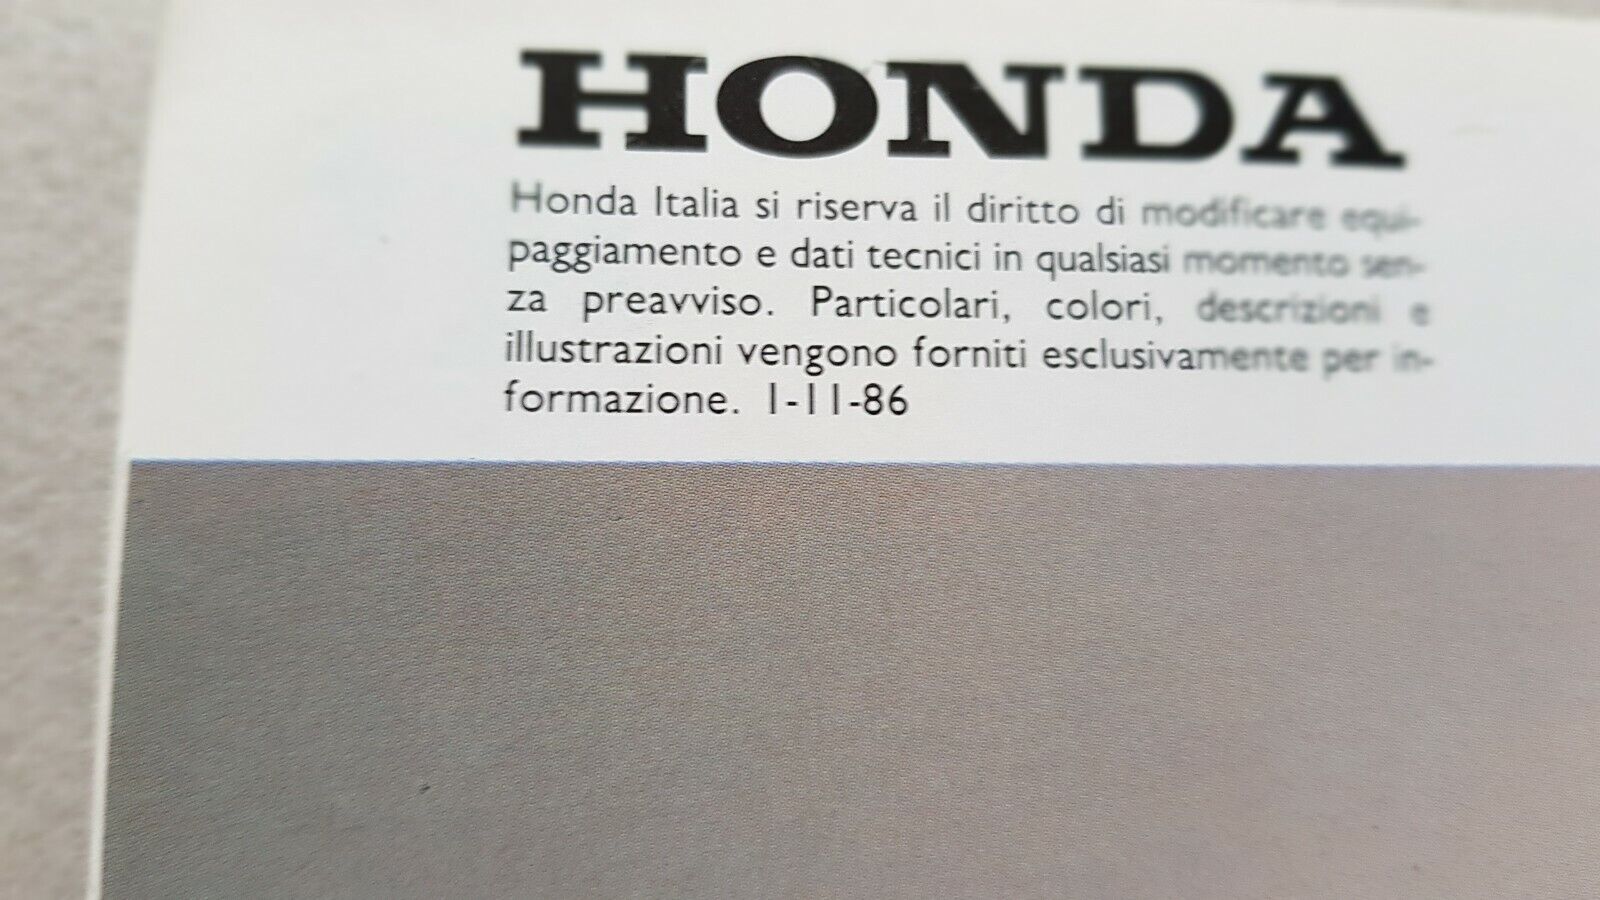 HONDA
Honda Italia si riserva il diritto di modificare equi-
paggiamento e dati tecnici in qualsiasi momento sen-
za preavviso. Particolari, colori, descrizioni e
illustrazioni vengono forniti esclusivamente per in-
formazione. 1-11-86